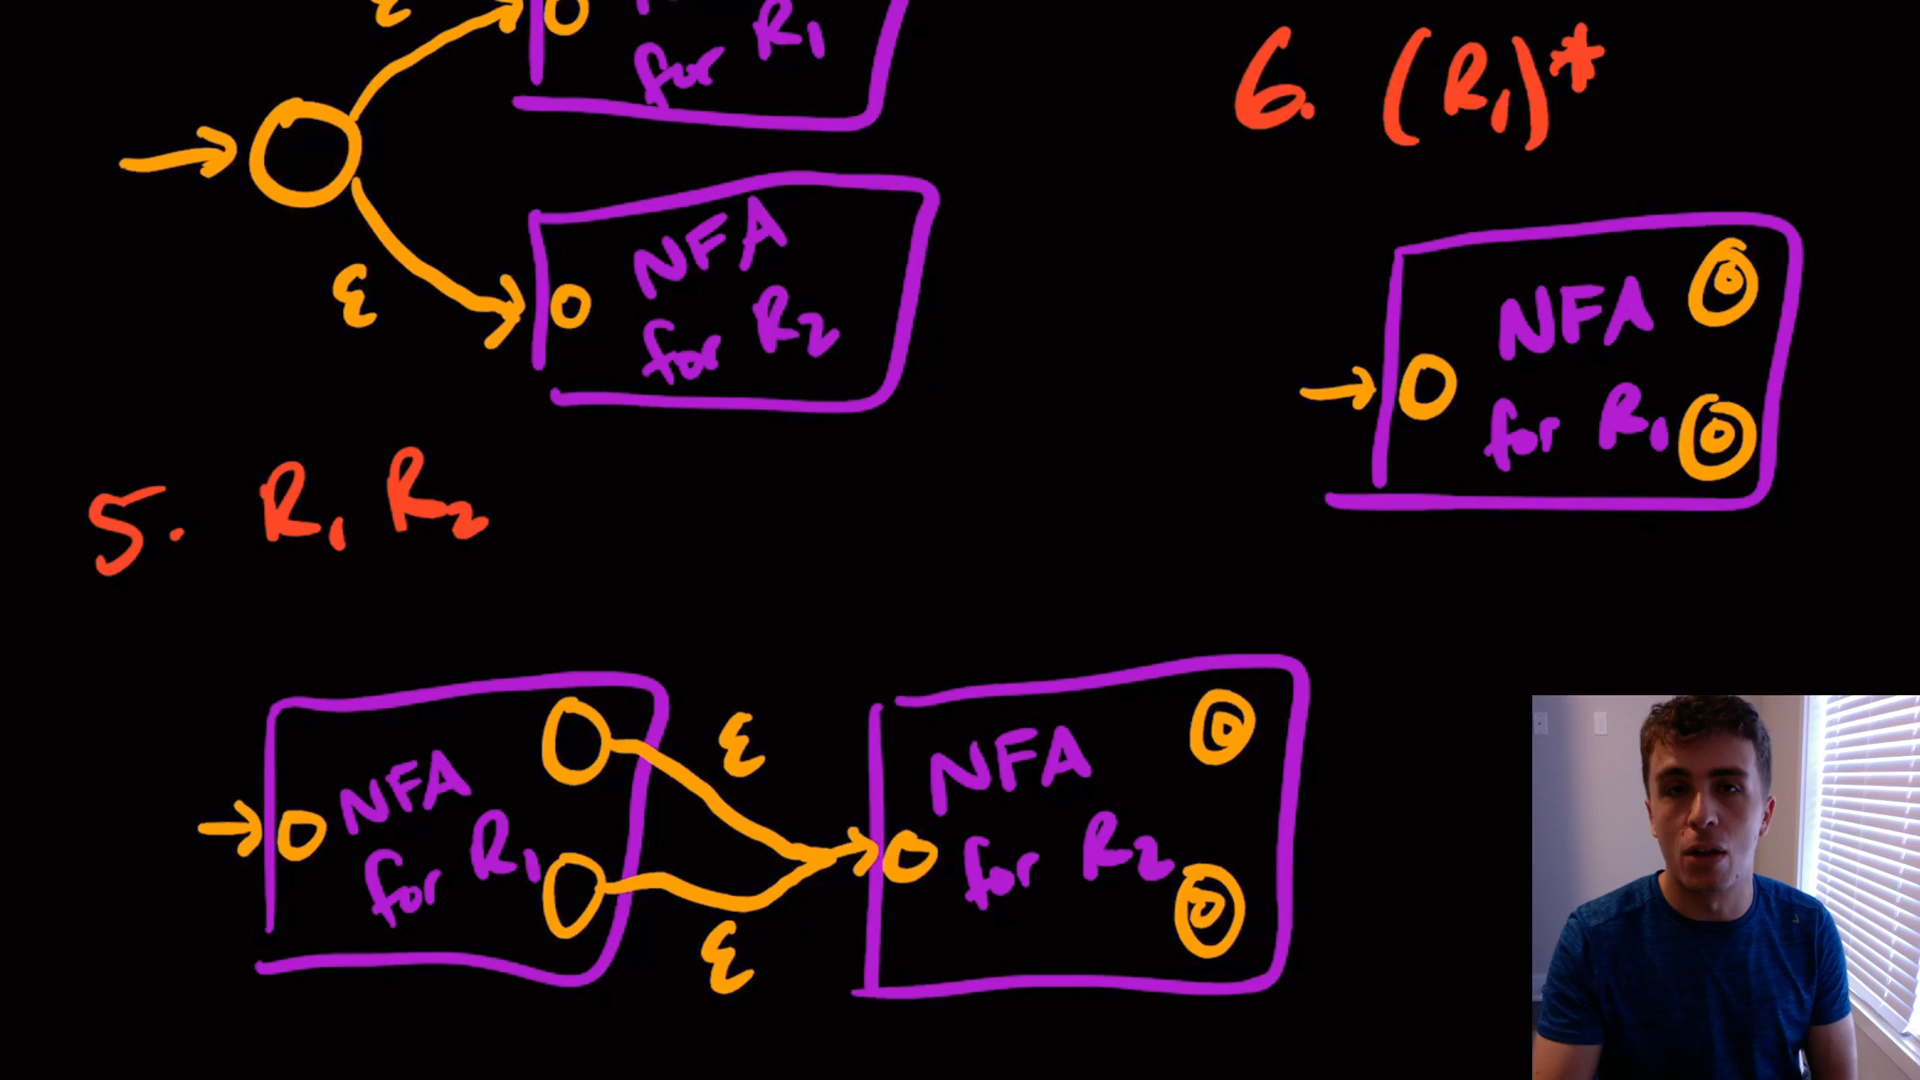 ε
N
for R₁
ε
NFA
for R₂
5. R₁ R₂
NFA
for R₁
ε
ε
NFA
for R₂
6. (R₁)*
NFA
for R₁